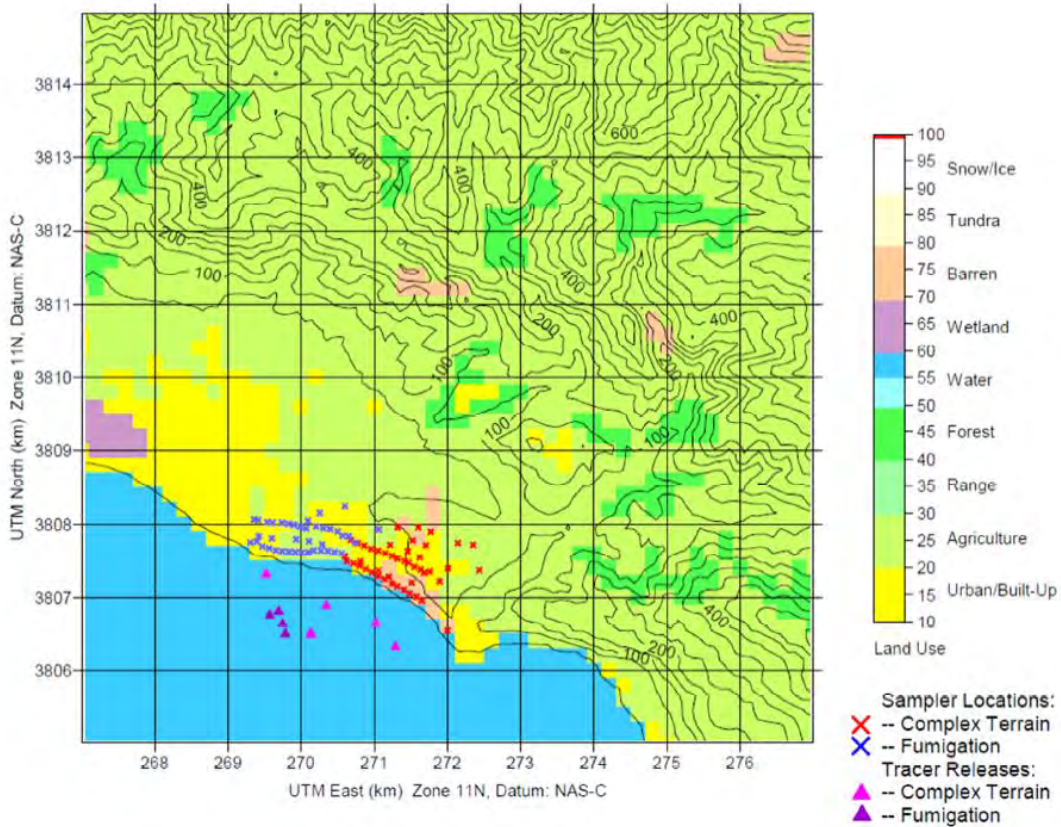 3814
3813
3812
3811
3810
3809
3808
3807
3806
UTM North (km) Zone 11N, Datum: NAS-C
268
269
270
271
272
273
274
275
276
UTM East (km) Zone 11N, Datum: NAS-C
600
400
400
400
200
100
400
200
400
100
200
100
100
400
200
100
100
95
90
85
80
75
70
65
60
55
50
45
40
35
30
25
20
15
10
Snow/Ice
Tundra
Barren
Wetland
Water
Forest
Range
Agriculture
Urban/Built-Up
Land Use
Sampler Locations:
-- Complex Terrain
-- Fumigation
Tracer Releases:
-- Complex Terrain
-- Fumigation